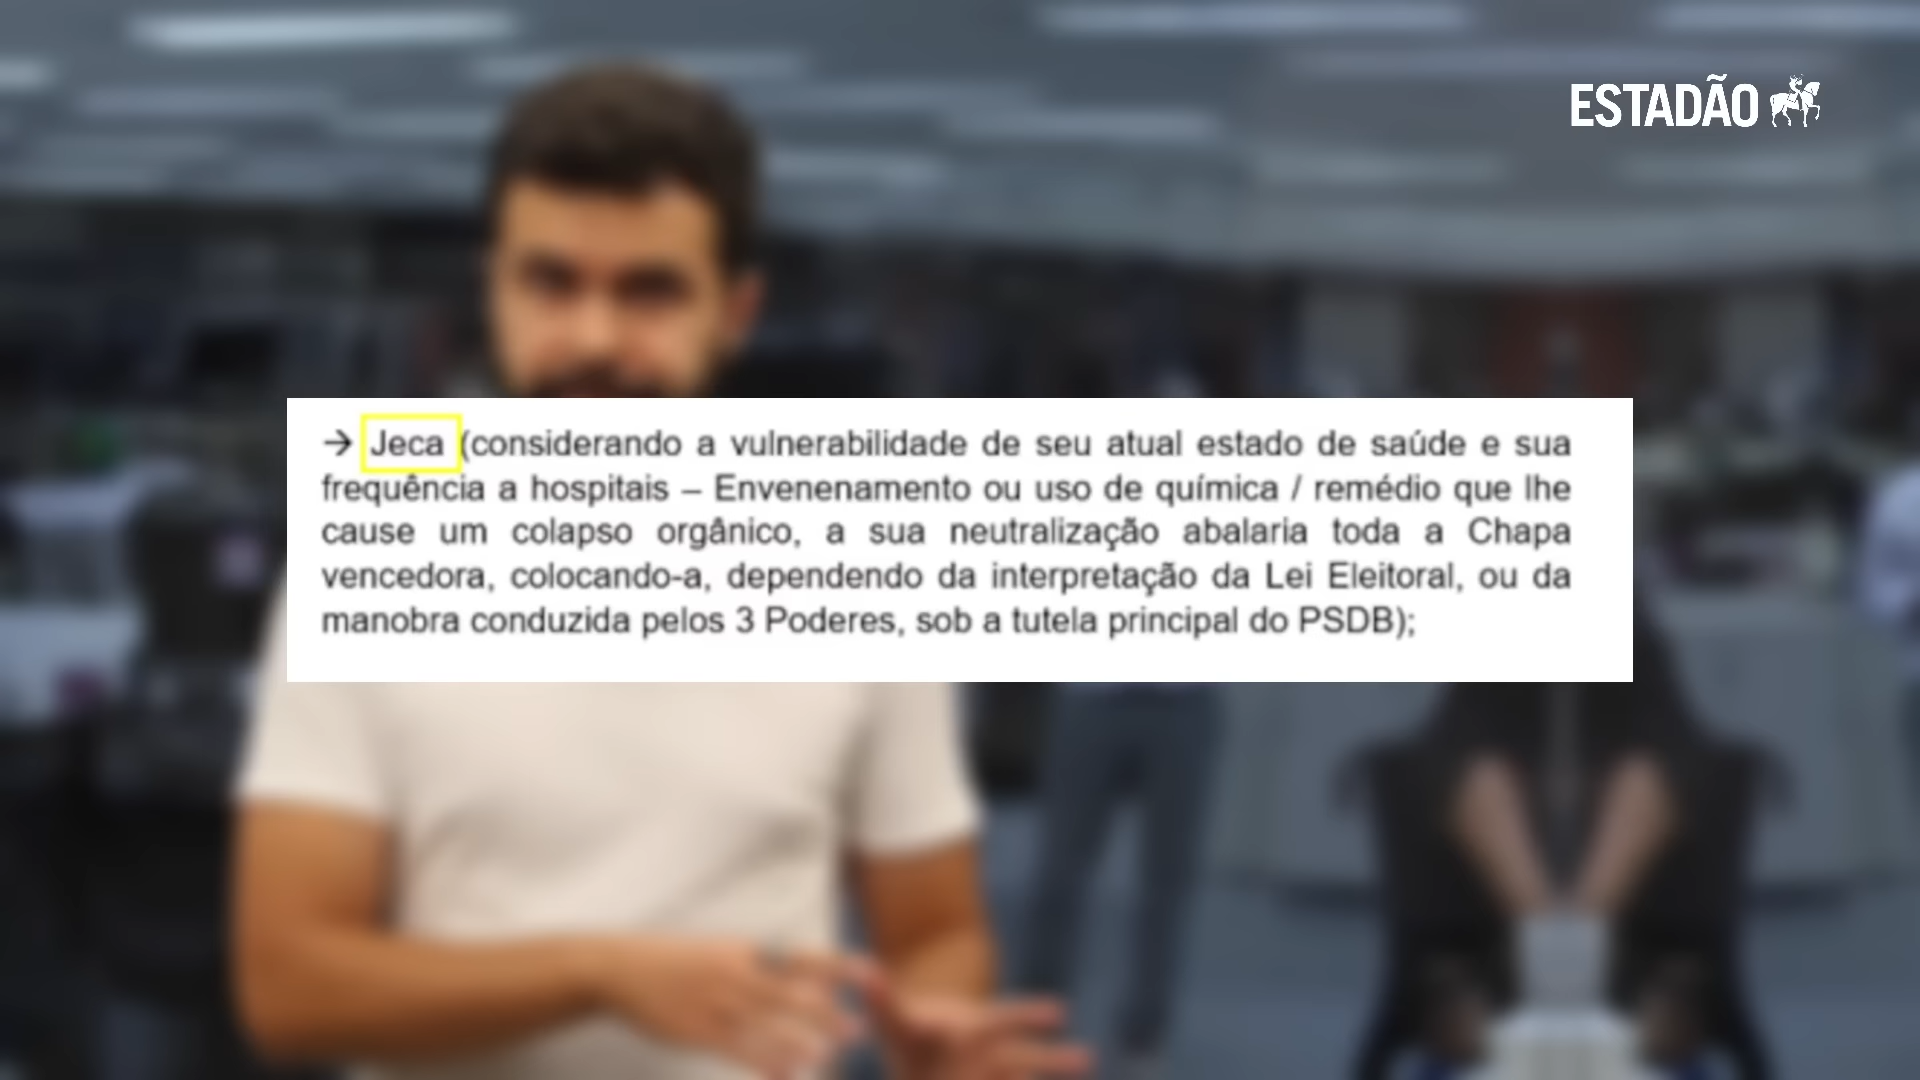 ESTADÃO
→ Jeca (considerando a vulnerabilidade de seu atual estado de saúde e sua
frequência a hospitais – Envenenamento ou uso de química / remédio que lhe
cause um colapso orgânico, a sua neutralização abalaria toda a Chapa
vencedora, colocando-a, dependendo da interpretação da Lei Eleitoral, ou da
manobra conduzida pelos 3 Poderes, sob a tutela principal do PSDB);